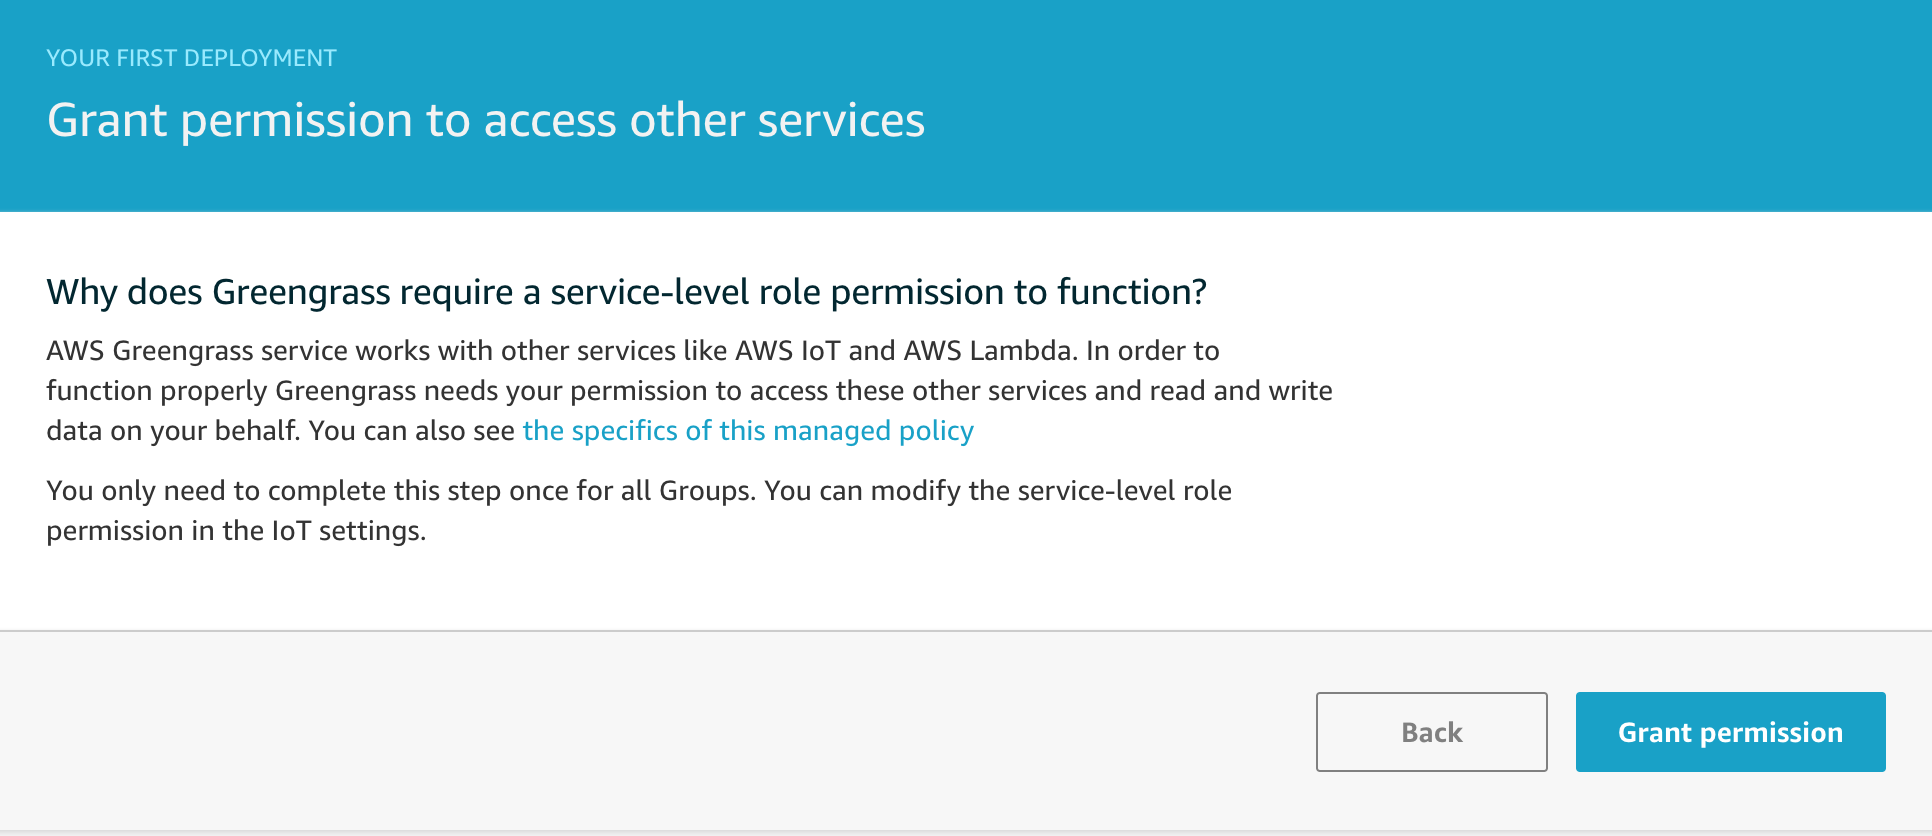 YOUR FIRST DEPLOYMENT
Grant permission to access other services
Why does Greengrass require a service-level role permission to function?
AWS Greengrass service works with other services like AWS IoT and AWS Lambda. In order to
function properly Greengrass needs your permission to access these other services and read and write
data on your behalf. You can also see the specifics of this managed policy
You only need to complete this step once for all Groups. You can modify the service-level role
permission in the IoT settings.
Back
Grant permission